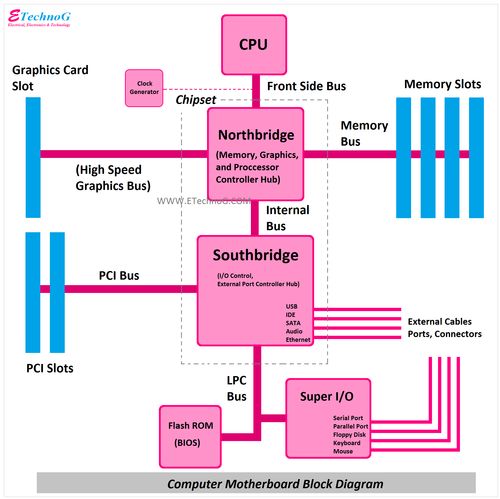 ETechnoG
Electrical, Electronics & Technology
CPU
Clock
Generator
Front Side Bus
Graphics Card
Slot
Chipset
Memory Slots
Northbridge
(Memory, Graphics,
and Proccessor
Controller Hub)
Memory
Bus
(High Speed
Graphics Bus)
WWW.ETechnoG.COM
Internal
Bus
Southbridge
(I/O Control,
External Port Controller Hub)
PCI Bus
USB
IDE
SATA
Audio
Ethernet
External Cables
Ports, Connectors
PCI Slots
LPC
Bus
Flash ROM
(BIOS)
Super I/O
Serial Port
Parallel Port
Floppy Disk
Keyboard
Mouse
Computer Motherboard Block Diagram